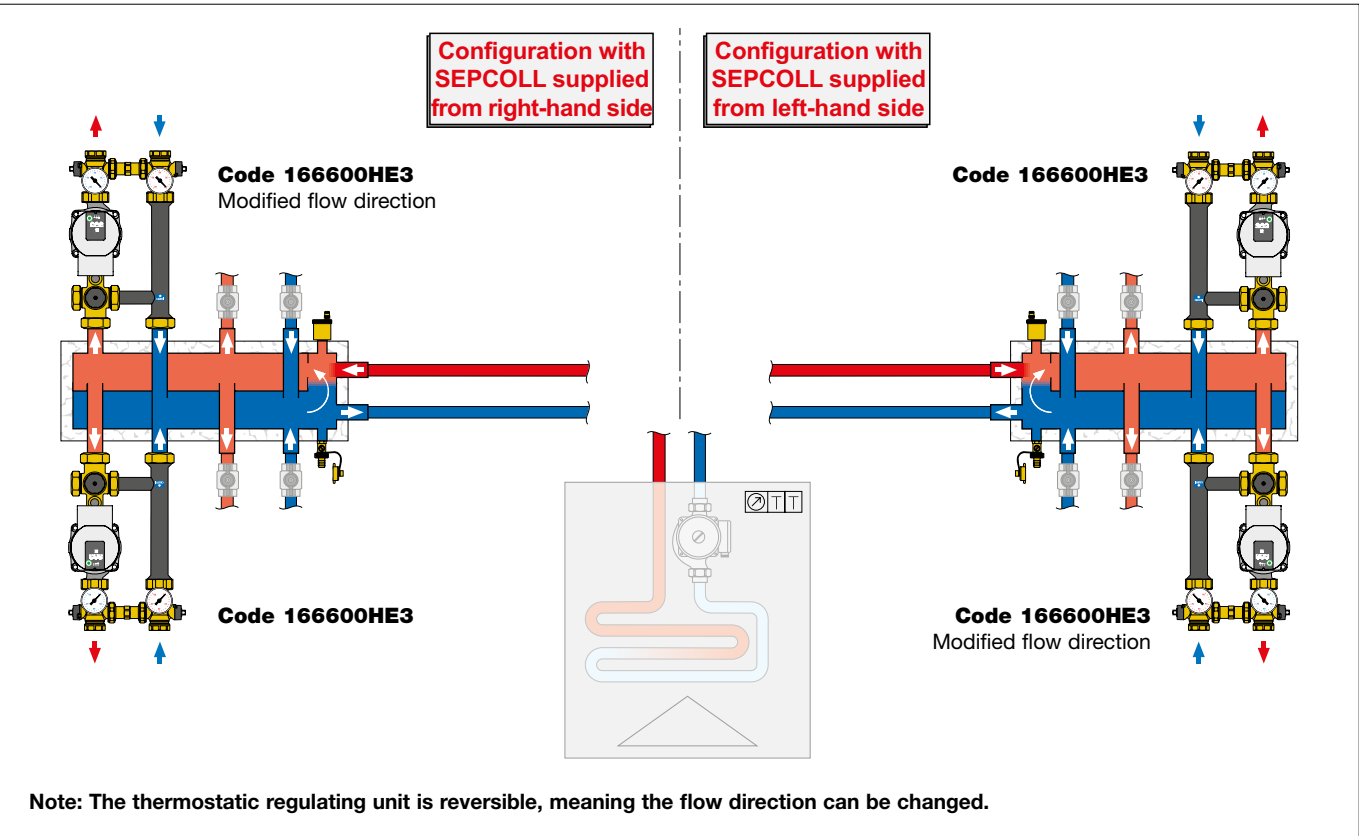 Configuration with
SEPCOLL supplied
from right-hand side
Configuration with
SEPCOLL supplied
from left-hand side
Code 166600HE3
Modified flow direction
Code 166600HE3
T T
Code 166600HE3
Code 166600HE3
Modified flow direction
Note: The thermostatic regulating unit is reversible, meaning the flow direction can be changed.